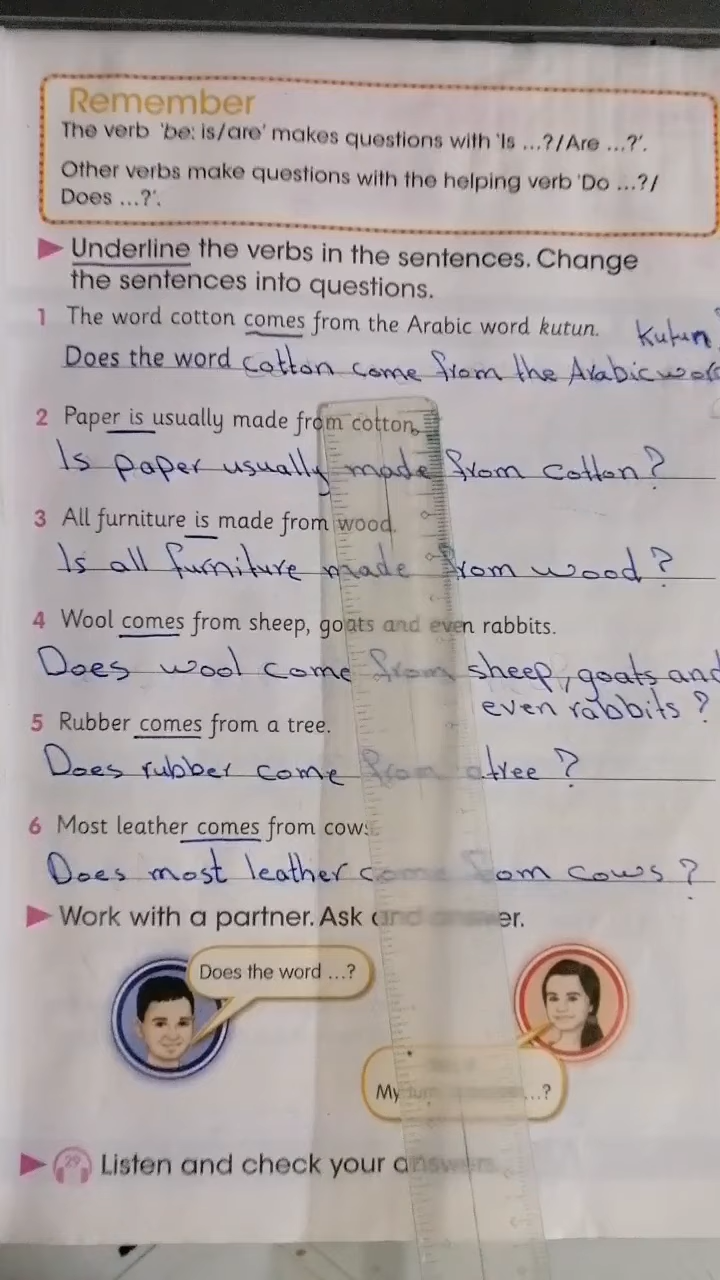 Remember
The verb 'be: is/are' makes questions with 'Is ...?/Are ...?'.
Other verbs make questions with the helping verb 'Do ...?/
Does ...?'.
Underline the verbs in the sentences. Change
the sentences into questions.
1 The word cotton comes from the Arabic word kutun.
kutun?
Does the word cotton come from the Arabic word
2 Paper is usually made from cotton.
Is paper usually made from cotton?
3 All furniture is made from wood.
Is all furniture made from wood?
4 Wool comes from sheep, goats and even rabbits.
Does wool come from sheep, goats and
even rabbits?
5 Rubber comes from a tree.
Does rubber come from a tree?
6 Most leather comes from cows.
Does most leather come from cows?
Work with a partner. Ask and answer.
Does the word ...?
My turn. ...?
29 Listen and check your answers.